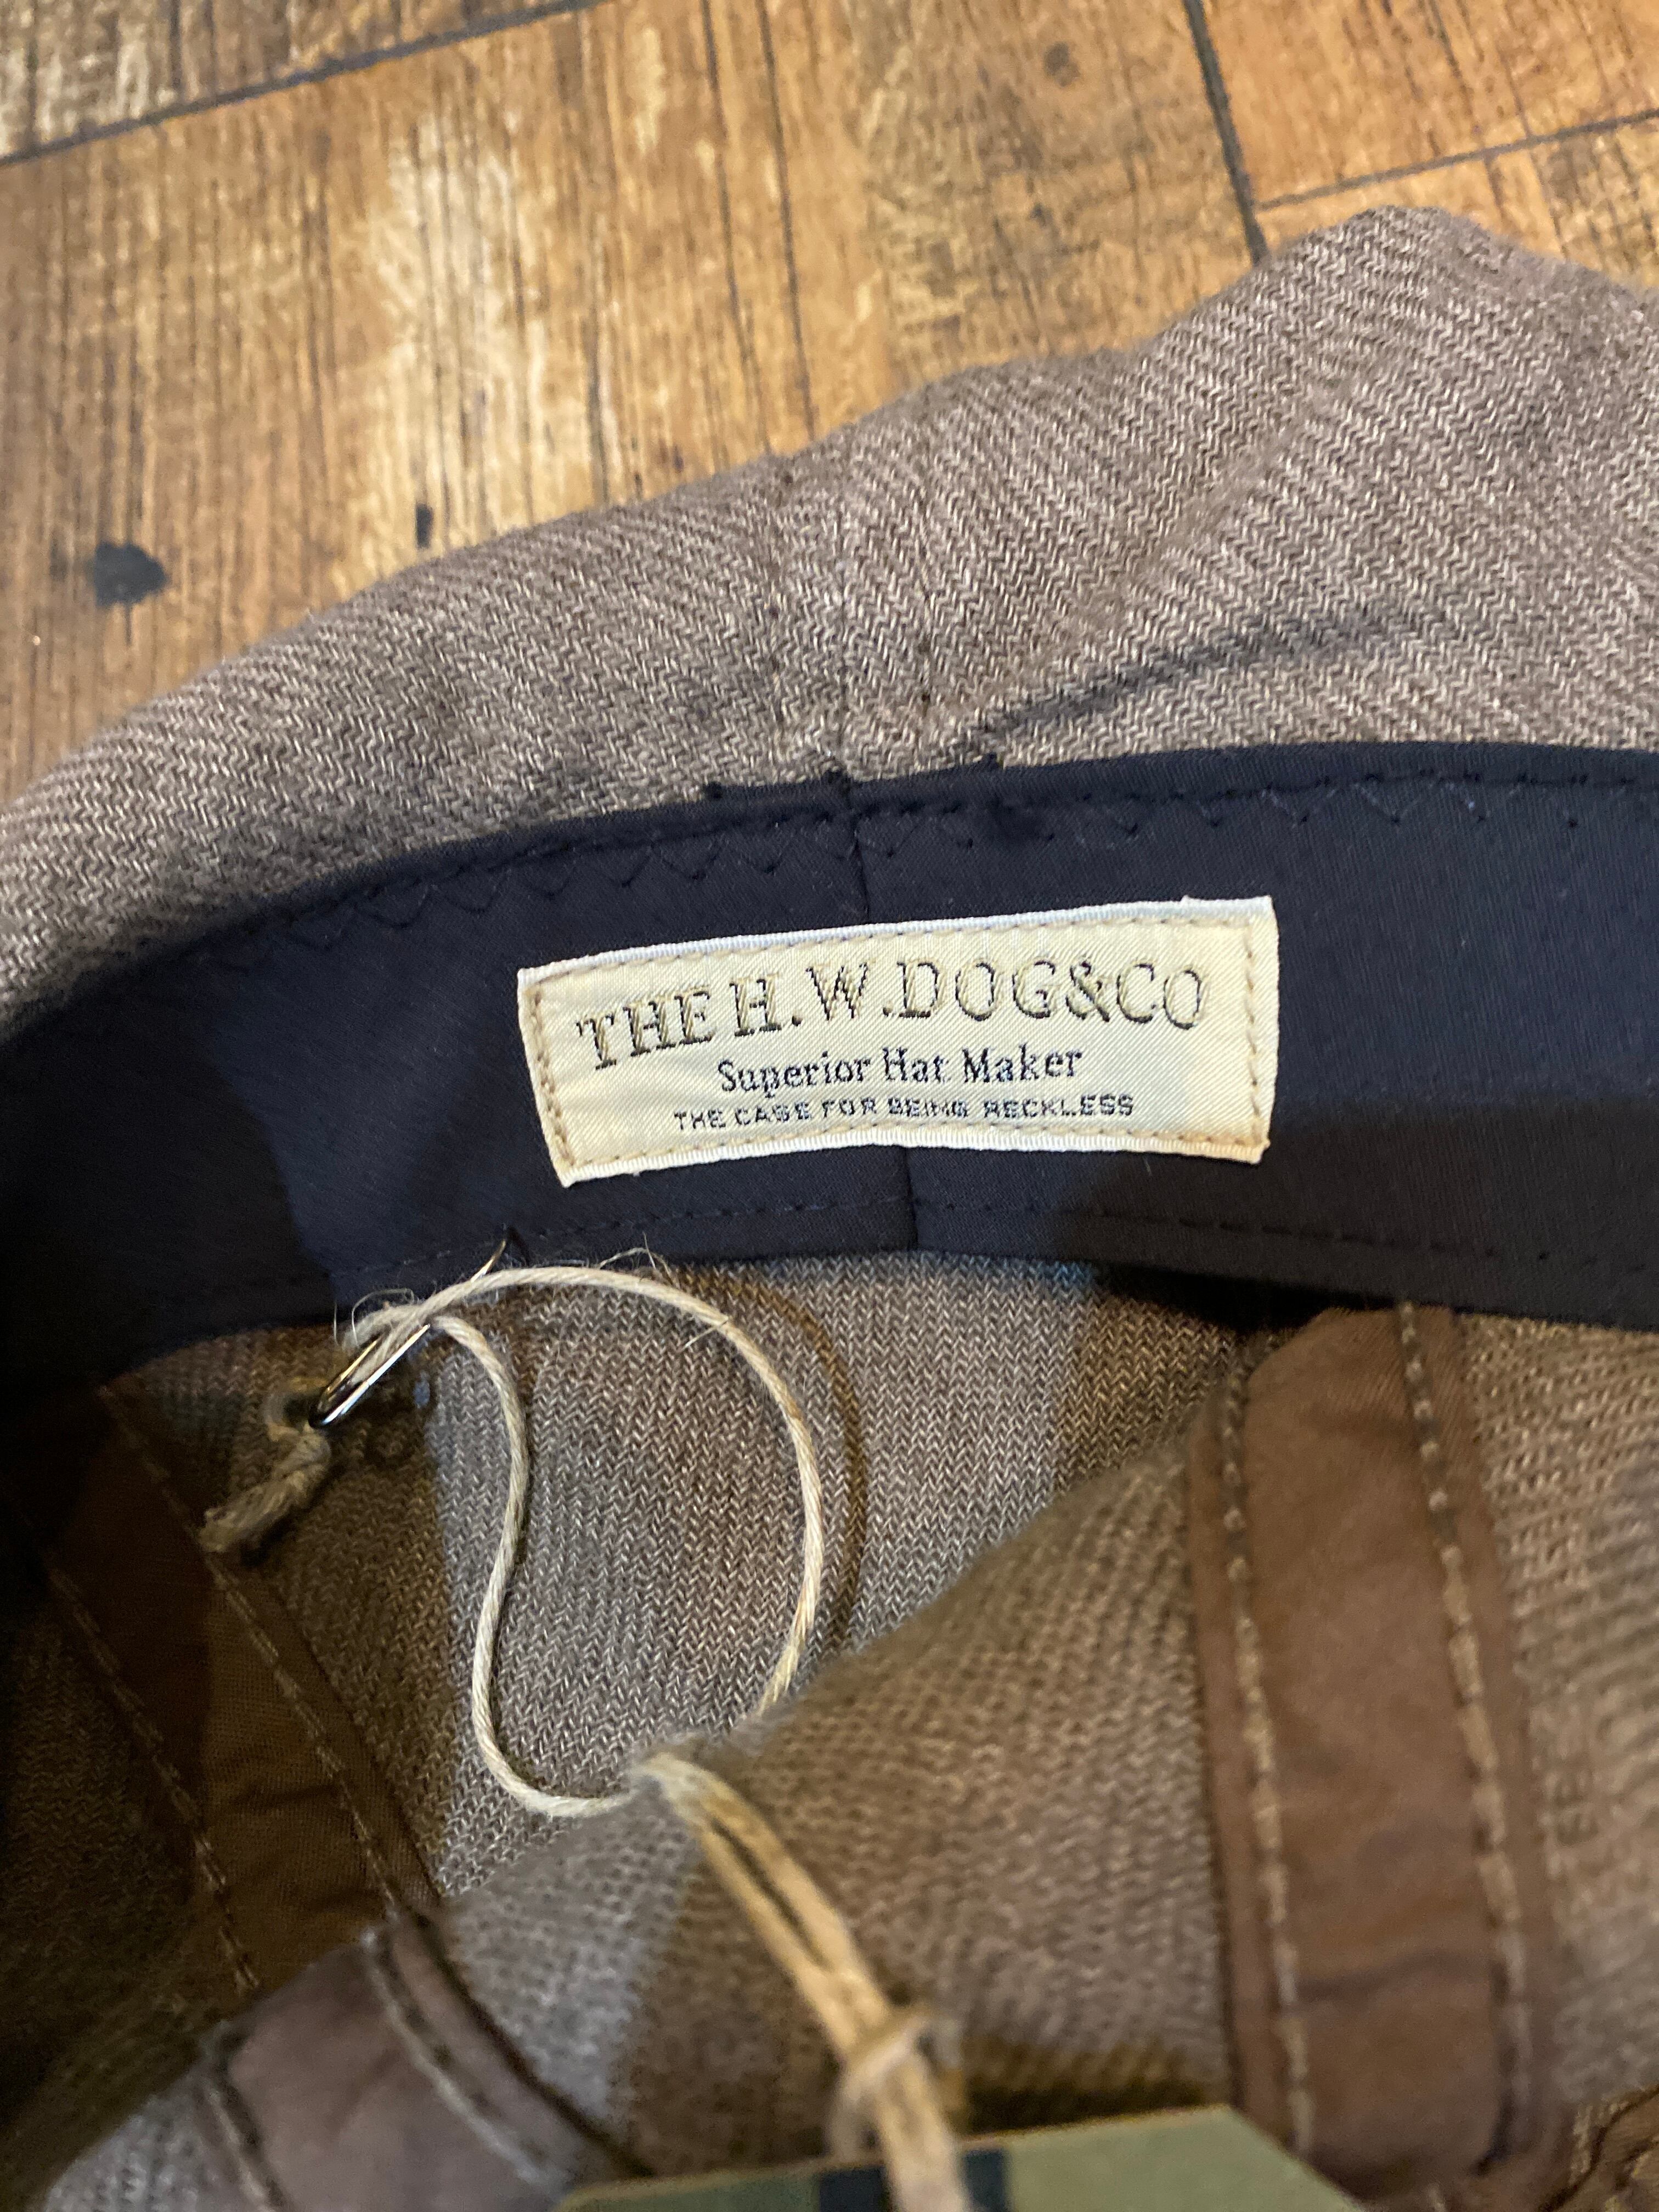 THE H.W.DOG&CO
Superior Hat Maker
THE CASE FOR BEING RECKLESS